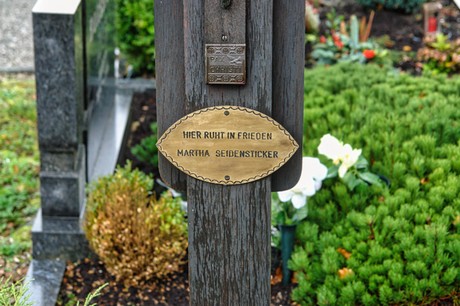 HIER RUHT IN FRIEDEN
MARTHA SEIDENSTICKER